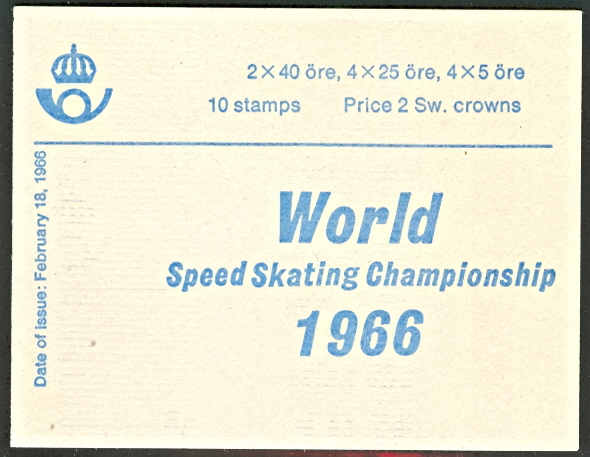 2×40 öre, 4×25 öre, 4×5 öre
10 stamps Price 2 Sw. crowns
Date of issue: February 18, 1966
World
Speed Skating Championship
1966